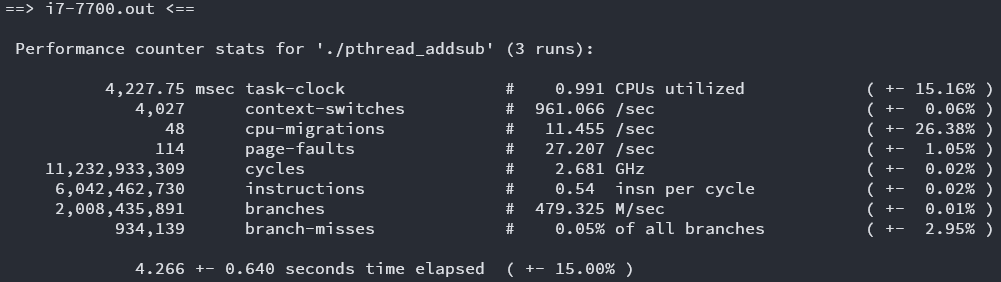 ==> i7-7700.out <==
Performance counter stats for './pthread_addsub' (3 runs):
4,227.75 msec task-clock # 0.991 CPUs utilized ( +- 15.16% )
4,027 context-switches # 961.066 /sec ( +- 0.06% )
48 cpu-migrations # 11.455 /sec ( +- 26.38% )
114 page-faults # 27.207 /sec ( +- 1.05% )
11,232,933,309 cycles # 2.681 GHz ( +- 0.02% )
6,042,462,730 instructions # 0.54 insn per cycle ( +- 0.02% )
2,008,435,891 branches # 479.325 M/sec ( +- 0.01% )
934,139 branch-misses # 0.05% of all branches ( +- 2.95% )
4.266 +- 0.640 seconds time elapsed ( +- 15.00% )